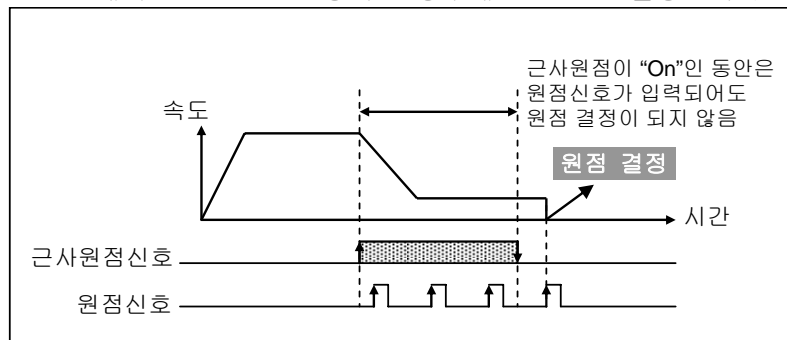 근사원점이 “On”인 동안은
원점신호가 입력되어도
원점 결정이 되지 않음
속도
원점 결정
시간
근사원점신호
원점신호